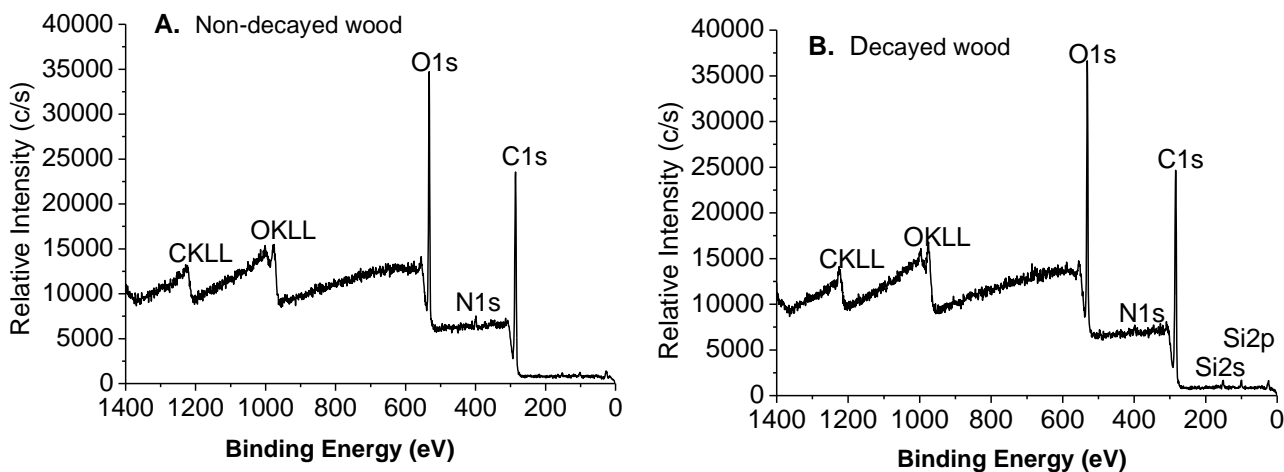 A. Non-decayed wood
40000
35000
30000
25000
20000
15000
10000
5000
0
Relative Intensity (c/s)
O1s
C1s
CKLL
OKLL
N1s
1400 1200 1000 800 600 400 200 0
Binding Energy (eV)
B. Decayed wood
40000
35000
30000
25000
20000
15000
10000
5000
0
Relative Intensity (c/s)
O1s
C1s
CKLL
OKLL
N1s
Si2p
Si2s
1400 1200 1000 800 600 400 200 0
Binding Energy (eV)